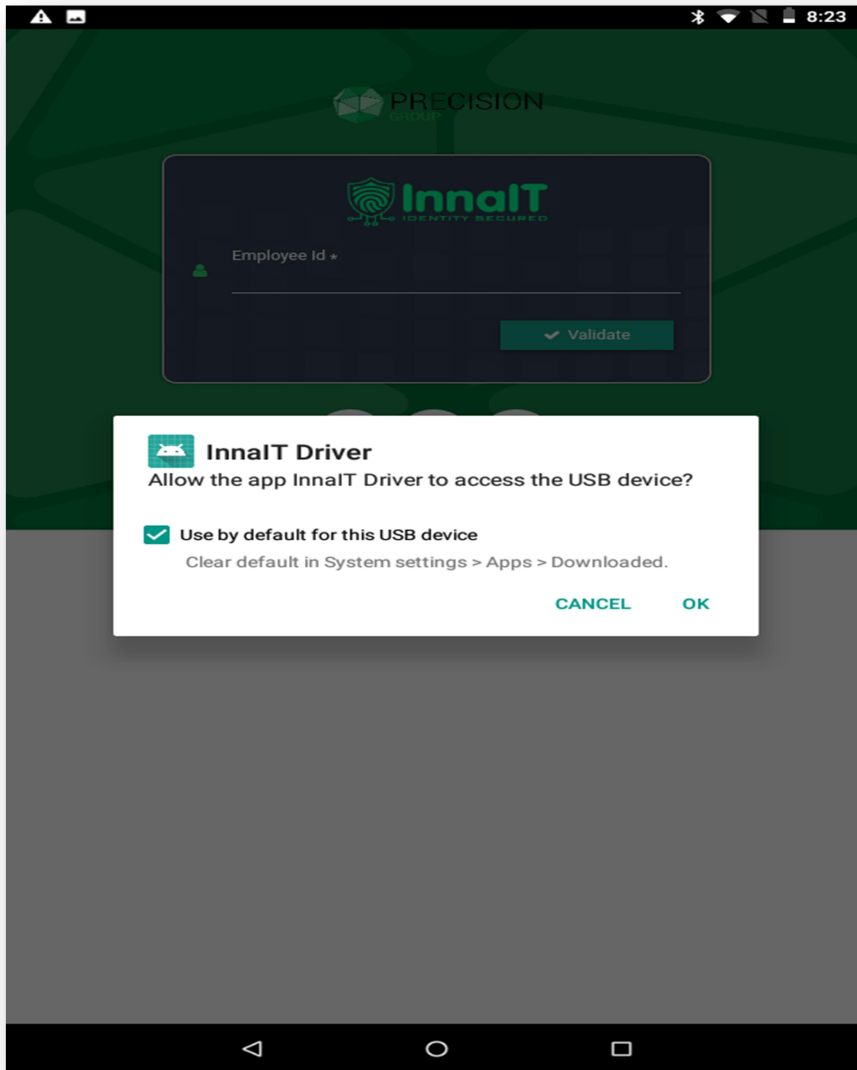 8:23
PRECISION
GROUP
InnaIT
IDENTITY SECURED
Employee Id *
Validate
InnaIT Driver
Allow the app InnaIT Driver to access the USB device?
Use by default for this USB device
Clear default in System settings > Apps > Downloaded.
CANCEL OK